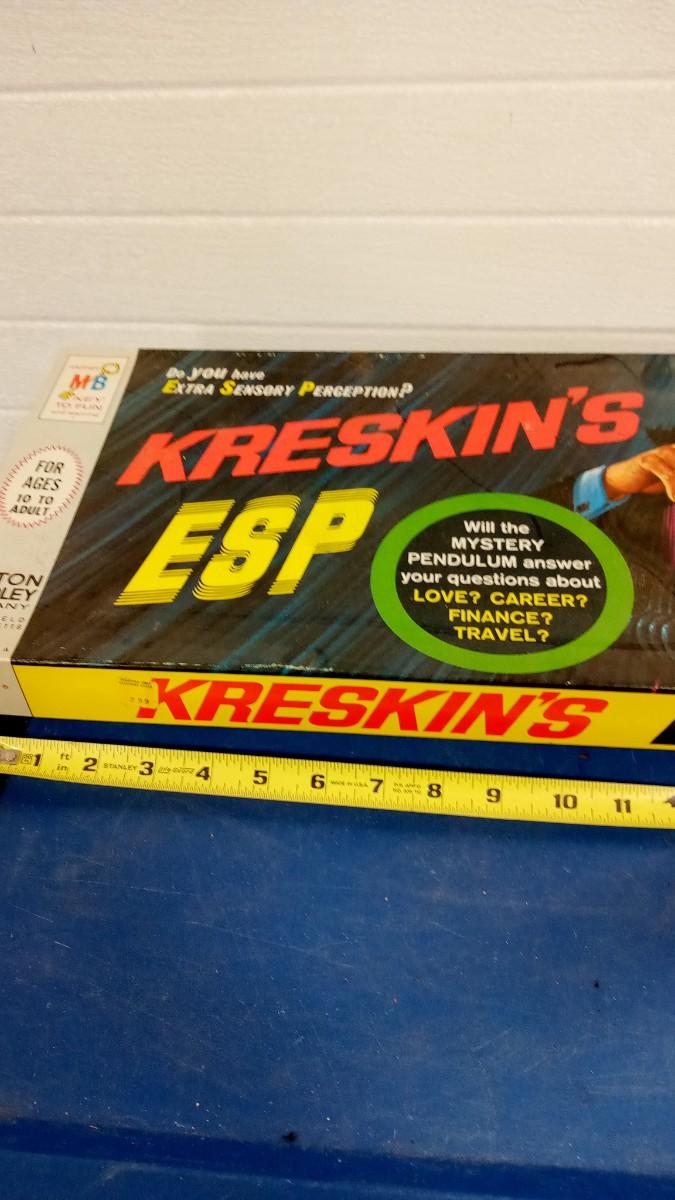 MB
KEY
TO FUN
FOR
AGES
10 TO
ADULT
TON
LEY
ANY
Do you have
EXTRA SENSORY PERCEPTION?
KRESKIN'S
ESP
Will the
MYSTERY
PENDULUM answer
your questions about
LOVE? CAREER?
FINANCE?
TRAVEL?
KRESKIN'S
1 ft in 2 STANLEY 3 4 5 6 MADE IN U.S.A. 7 8 9 10 11